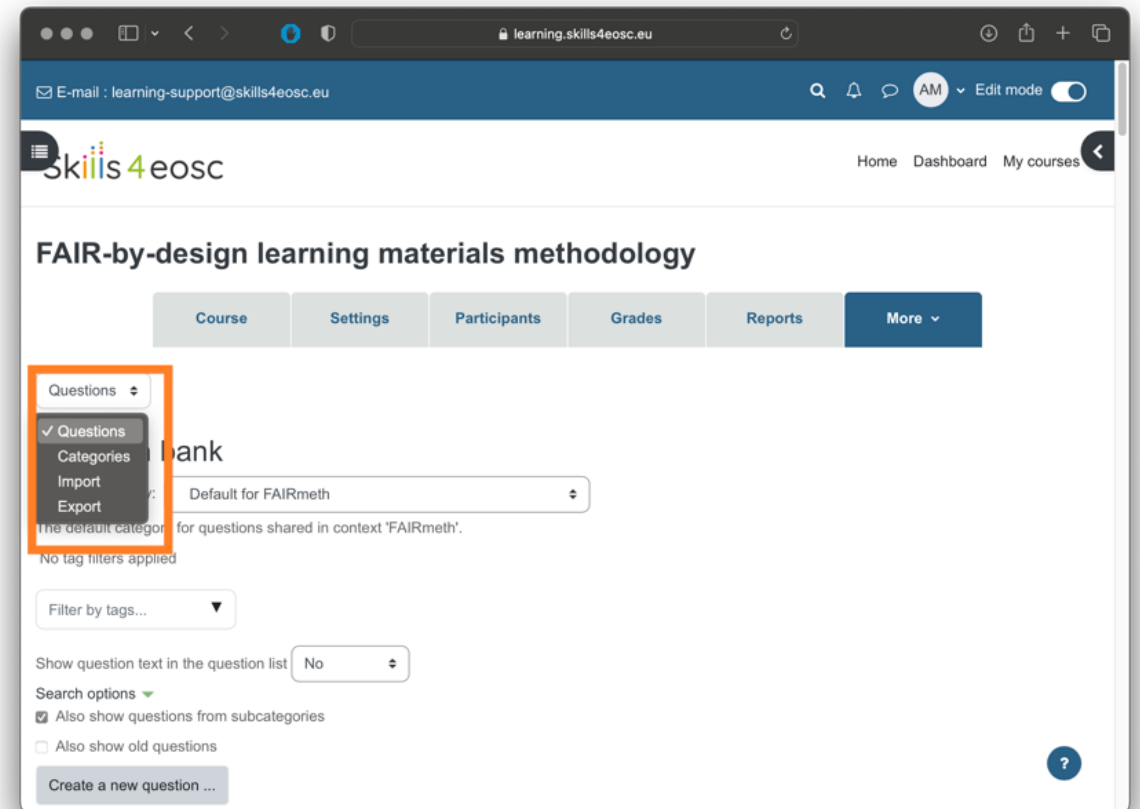 learning.skills4eosc.eu
E-mail : learning-support@skills4eosc.eu
AM
Edit mode
Skills 4 eosc
Home Dashboard My courses
FAIR-by-design learning materials methodology
Course Settings Participants Grades Reports More
Questions
✓ Questions
Categories
Import
Export
bank
Default for FAIRmeth
The default category for questions shared in context 'FAIRmeth'.
No tag filters applied
Filter by tags...
Show question text in the question list No
Search options
Also show questions from subcategories
Also show old questions
Create a new question ...
?